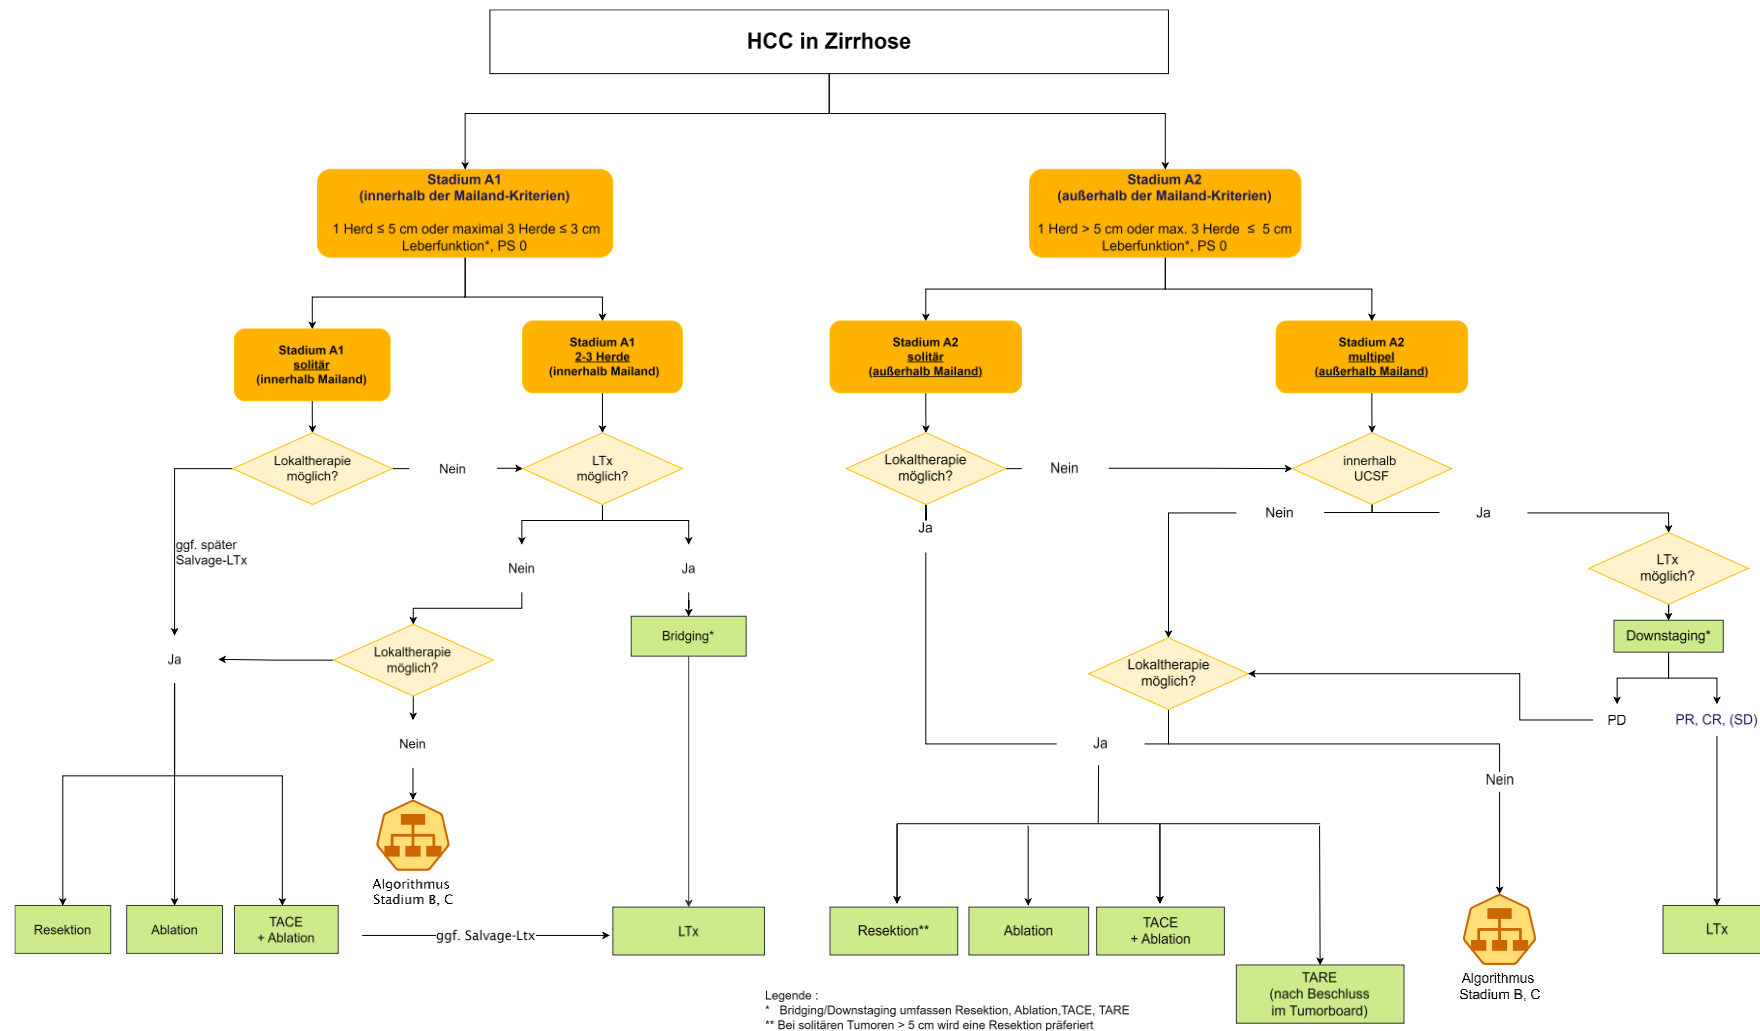 HCC in Zirrhose
Stadium A1
(innerhalb der Mailand-Kriterien)
1 Herd ≤ 5 cm oder maximal 3 Herde ≤ 3 cm
Leberfunktion*, PS 0
Stadium A2
(außerhalb der Mailand-Kriterien)
1 Herd > 5 cm oder max. 3 Herde ≤ 5 cm
Leberfunktion*, PS 0
Stadium A1
solitär
(innerhalb Mailand)
Stadium A1
2-3 Herde
(innerhalb Mailand)
Stadium A2
solitär
(außerhalb Mailand)
Stadium A2
multipel
(außerhalb Mailand)
Lokaltherapie
möglich?
Nein
LTx
möglich?
Lokaltherapie
möglich?
Nein
innerhalb
UCSF
Nein
Ja
Ja
ggf. später
Salvage-LTx
Nein
Ja
LTx
möglich?
Bridging*
Downstaging*
Ja
Lokaltherapie
möglich?
Lokaltherapie
möglich?
PD
PR, CR, (SD)
Nein
Ja
Nein
Algorithmus
Stadium B, C
Resektion
Ablation
TACE
+ Ablation
ggf. Salvage-Ltx
LTx
Resektion**
Ablation
TACE
+ Ablation
TARE
(nach Beschluss
im Tumorboard)
Algorithmus
Stadium B, C
LTx
Legende :
* Bridging/Downstaging umfassen Resektion, Ablation,TACE, TARE
** Bei solitären Tumoren > 5 cm wird eine Resektion präferiert